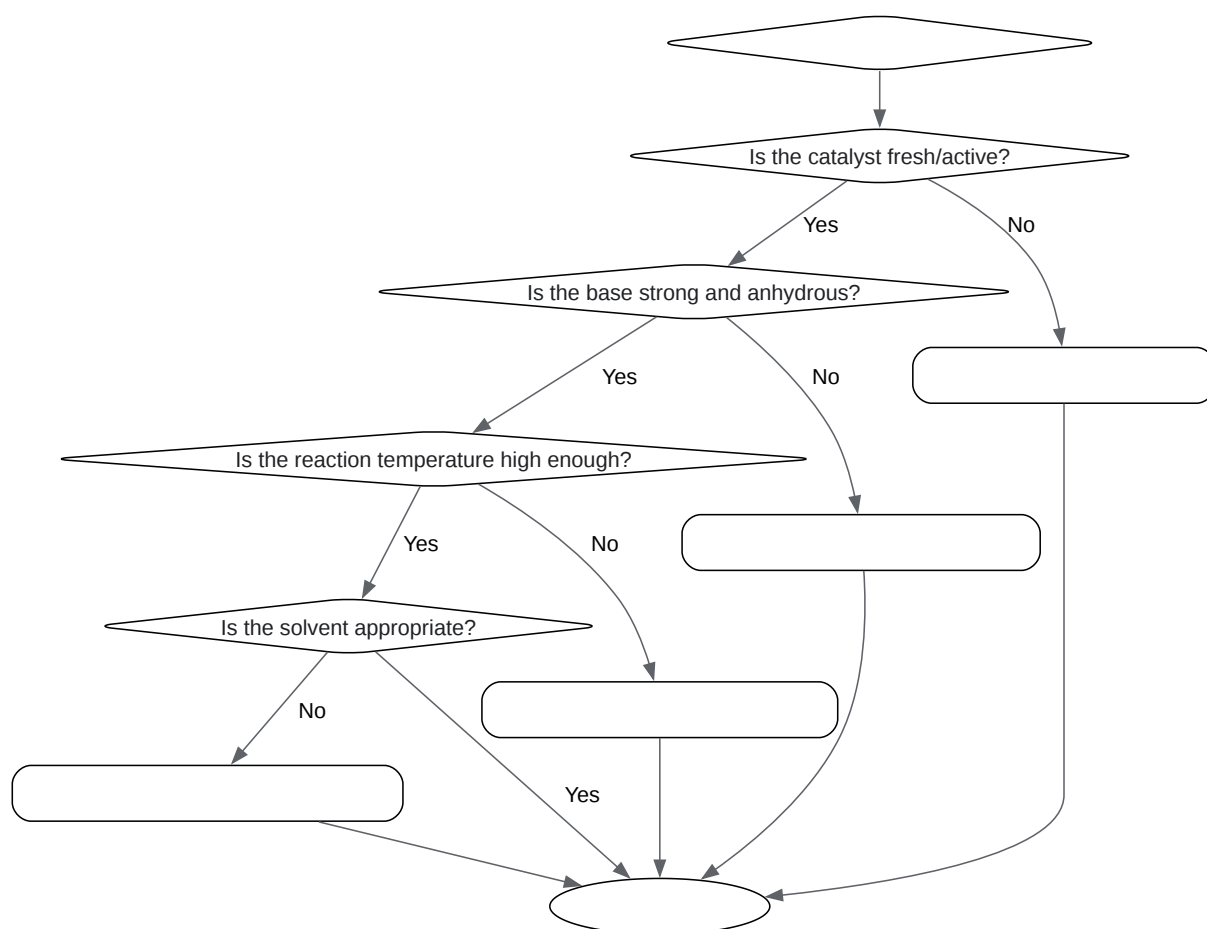 Is the catalyst fresh/active?
Yes
No
Is the base strong and anhydrous?
Yes
No
Is the reaction temperature high enough?
Yes
No
Is the solvent appropriate?
No
Yes